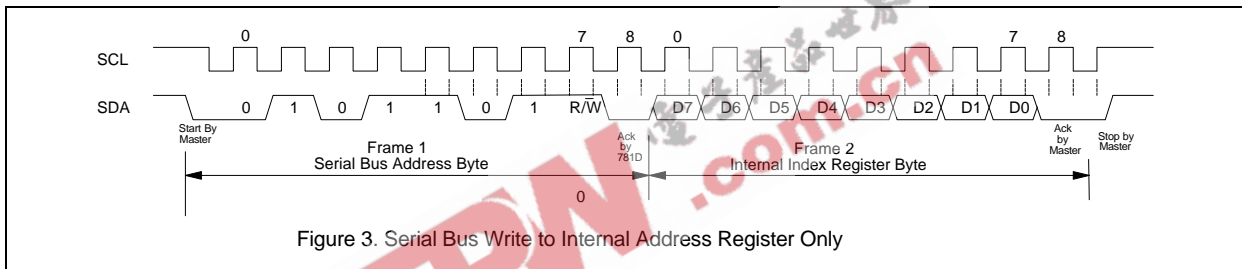 0 7 8 0 7 8
SCL
SDA 0 1 0 1 1 0 1 R/W D7 D6 D5 D4 D3 D2 D1 D0
Start By
Master
Ack
by
781D
Ack
by
Master
Stop by
Master
Frame 1
Serial Bus Address Byte
Frame 2
Internal Index Register Byte
0
Figure 3. Serial Bus Write to Internal Address Register Only
.com.cn